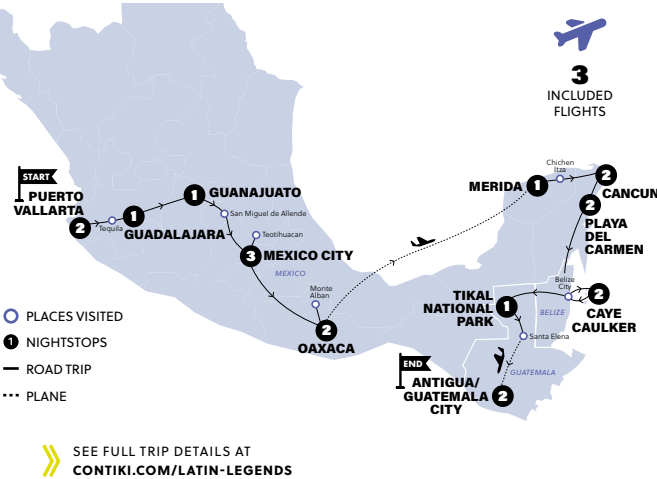 3
INCLUDED
FLIGHTS
START
PUERTO
VALLARTA
2
Tequila
1
GUADALAJARA
1
GUANAJUATO
San Miguel de Allende
Teotihuacan
3
MEXICO CITY
MEXICO
Monte
Alban
2
OAXACA
MERIDA
1
Chichen
Itza
2
CANCUN
2
PLAYA
DEL
CARMEN
Belize
City
BELIZE
2
CAYE
CAULKER
TIKAL
NATIONAL
PARK
1
Santa Elena
GUATEMALA
END
ANTIGUA/
GUATEMALA
CITY
2
PLACES VISITED
1
NIGHTSTOPS
ROAD TRIP
PLANE
SEE FULL TRIP DETAILS AT
CONTIKI.COM/LATIN-LEGENDS